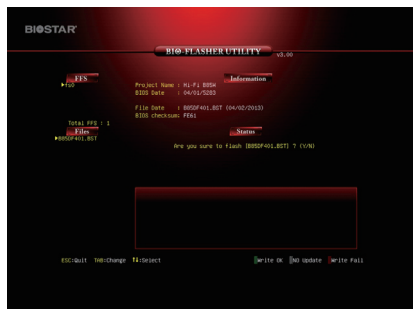 BIOSTAR
BIO-FLASHER UTILITY v3.00
FFS
fs0
Information
Project Name : Hi-Fi B85W
BIOS Date : 04/01/5283
File Date : B85DF401.BST (04/02/2013)
BIOS checksum: FE61
Total FFS : 1
Files
B85DF401.BST
Status
Are you sure to flash [B85DF401.BST] ? (Y/N)
ESC:Quit TAB:Change ↑↓:Select
Write OK NO Update Write Fail